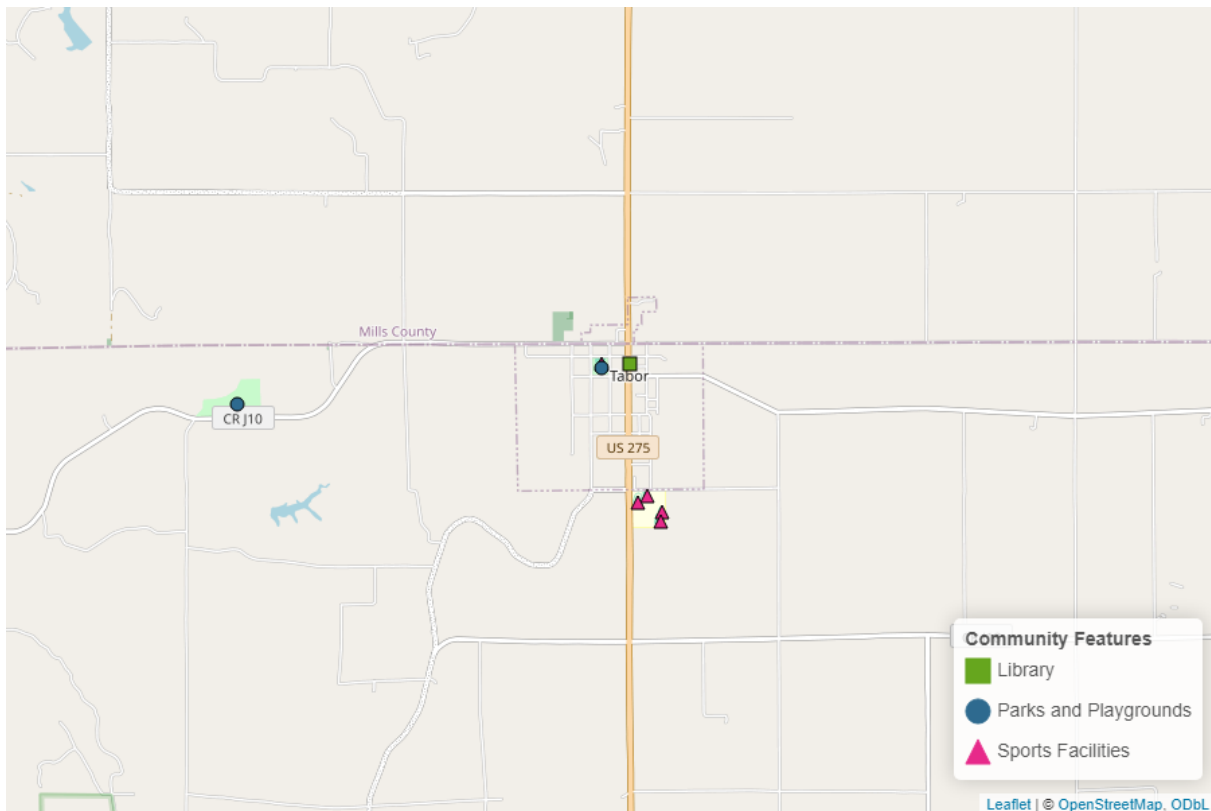 Mills County
Tabor
CR J10
US 275
Community Features
Library
Parks and Playgrounds
Sports Facilities
Leaflet | © OpenStreetMap, ODbL